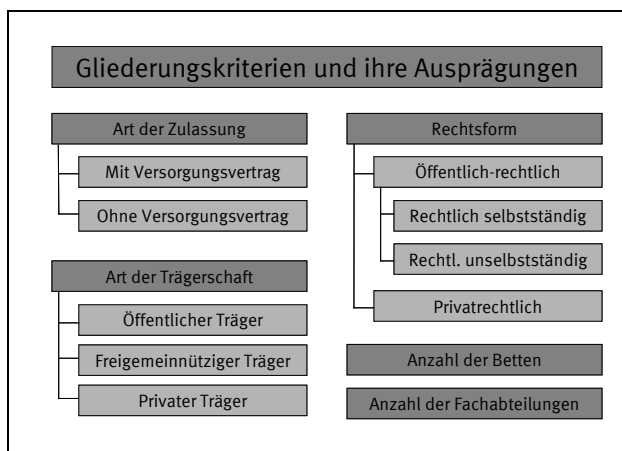 Gliederungskriterien und ihre Ausprägungen
Art der Zulassung
Mit Versorgungsvertrag
Ohne Versorgungsvertrag
Art der Trägerschaft
Öffentlicher Träger
Freigemeinnütziger Träger
Privater Träger
Rechtsform
Öffentlich-rechtlich
Rechtlich selbstständig
Rechtl. unselbstständig
Privatrechtlich
Anzahl der Betten
Anzahl der Fachabteilungen